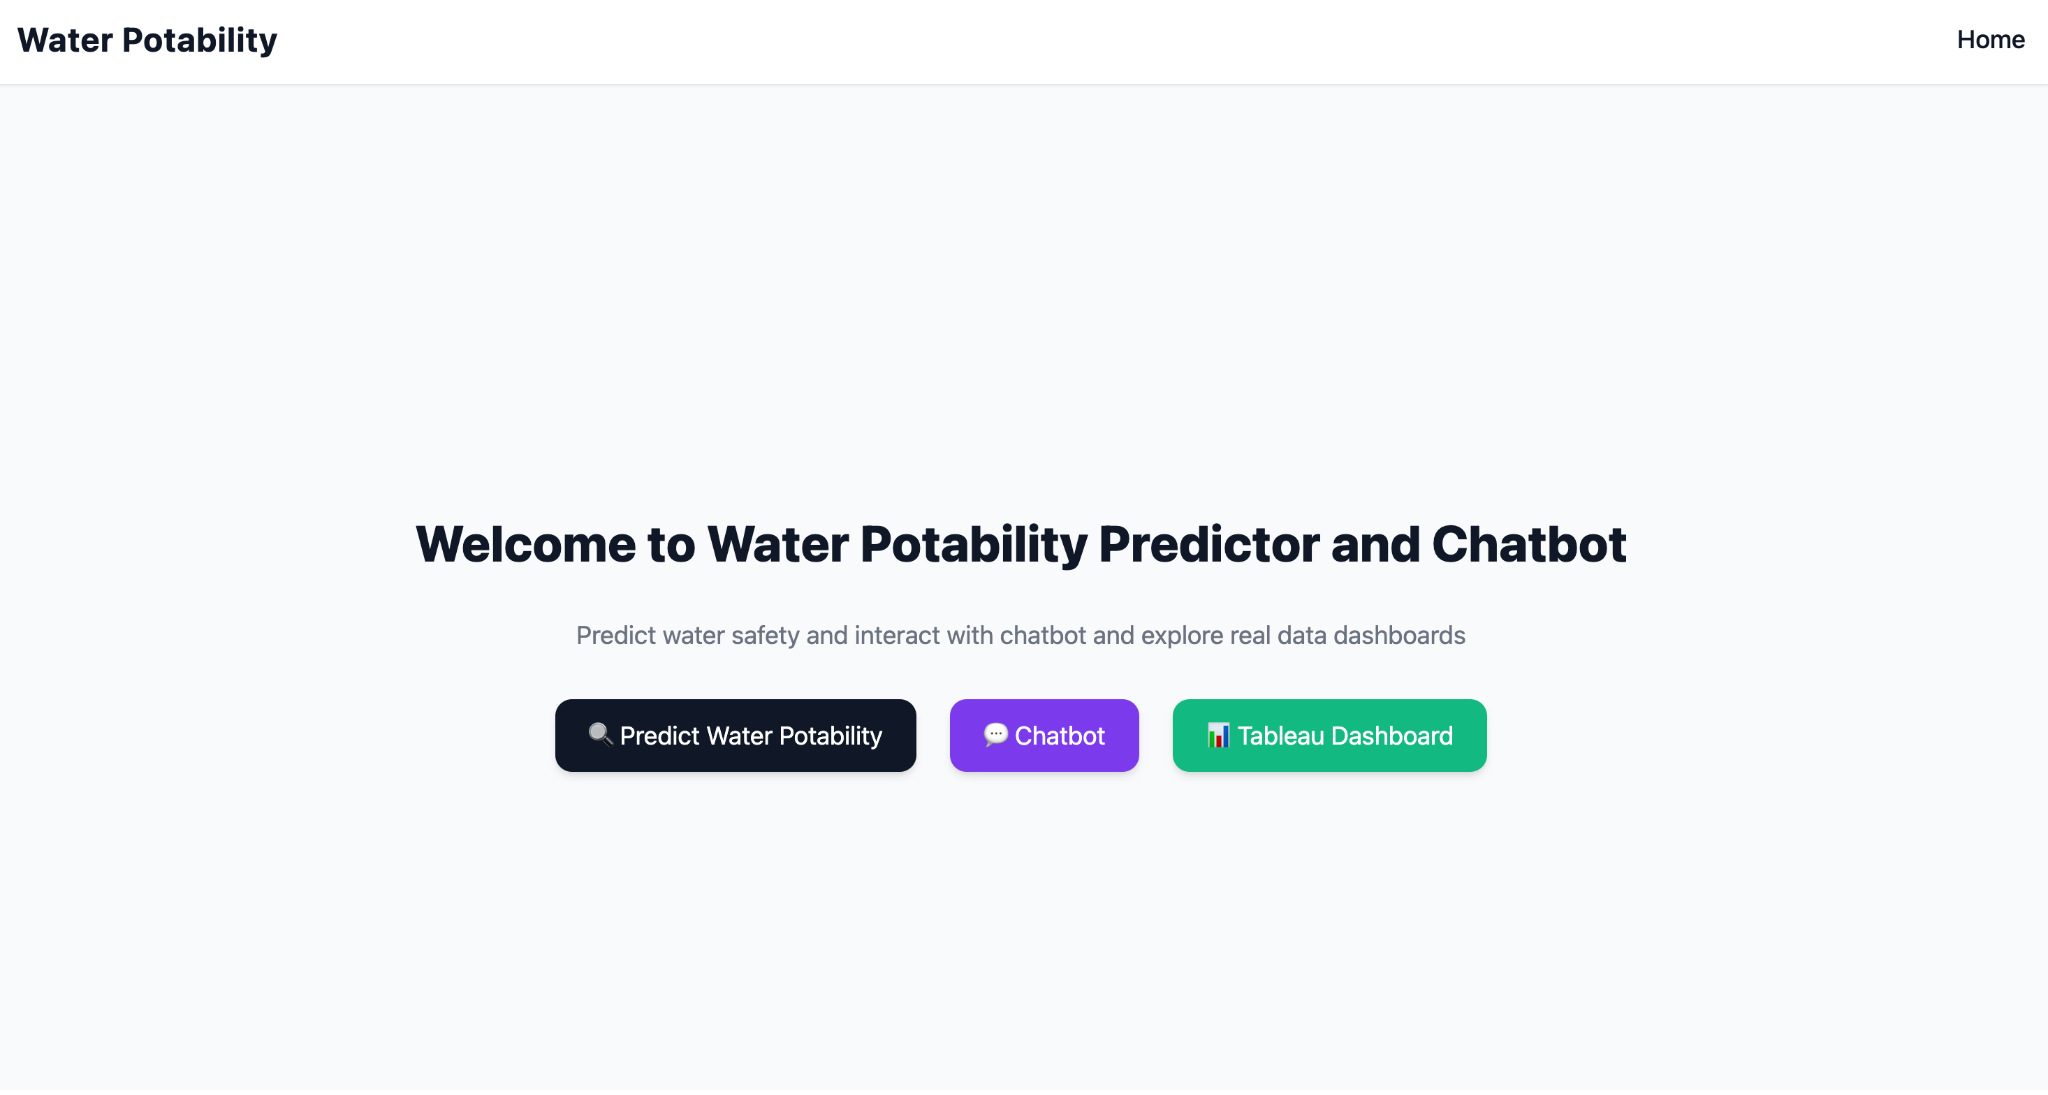 Water Potability
Home
Welcome to Water Potability Predictor and Chatbot
Predict water safety and interact with chatbot and explore real data dashboards
🔍 Predict Water Potability
💬 Chatbot
📊 Tableau Dashboard